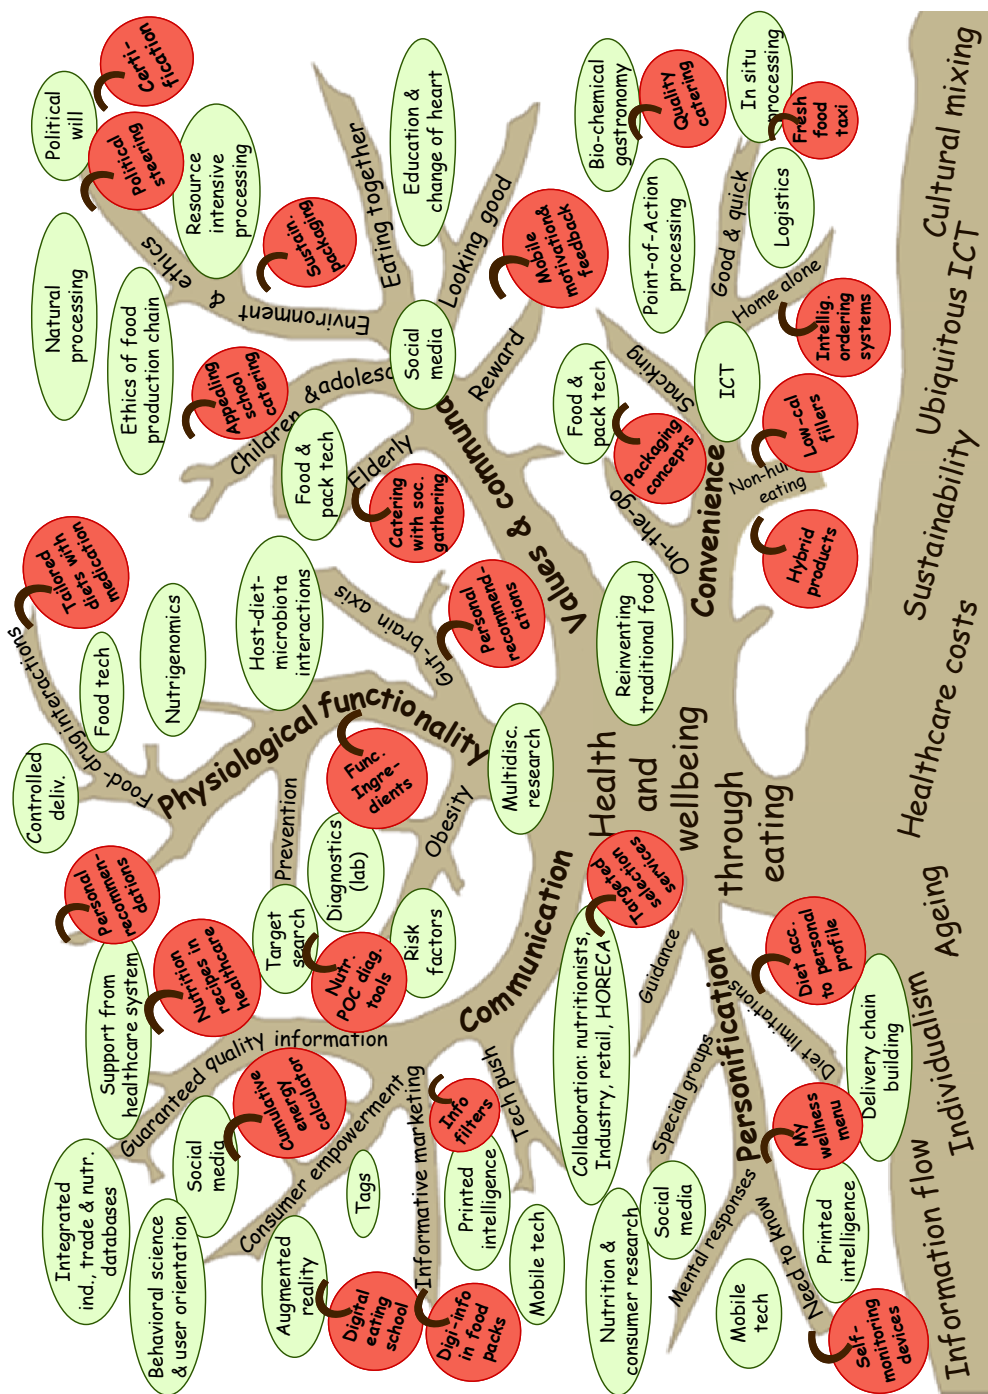 Integrated
ind., trade & nutr.
databases
Behavioral science
& user orientation
Social
media
Support from
healthcare system
Guaranteed quality information
Cumulative
energy
calculator
Consumer empowerment
Augmented
reality
Tags
Digital
eating
school
Informative marketing
Digi-info
in food
packs
Info
filters
Printed
intelligence
Mobile tech
Tech push
Communication
Nutrition
recipes in
healthcare
Personal
recommen-
dations
Controlled
deliv.
Food tech
Food-drug interactions
Tailored
diets with
medication
Nutrigenomics
Host-diet-
microbiota
interactions
Physiological functionality
Prevention
Target
search
Diagnostics
(lab)
Nutr.
POC diag.
tools
Risk
factors
Func.
Ingre-
dients
Obesity
Gut-brain axis
Personal
recommend-
ations
Multidisc.
research
Natural
processing
Political
will
Certi-
fication
Political
steering
Resource
intensive
processing
Ethics of food
production chain
Environment & ethics
Sustain.
packaging
Appealing
school
catering
Children & adolesc
Food &
pack tech
Elderly
Catering
with soc.
gathering
Eating together
Education &
change of heart
Social
media
Looking good
Reward
Mobile
motivation&
feedback
Values & communa
Bio-chemical
gastronomy
Quality
catering
In situ
processing
Fresh
food
taxi
Point-of-Action
processing
Logistics
Good & quick
Home alone
Intellig.
ordering
systems
Food &
pack tech
Snacking
Packaging
concepts
On-the-go
ICT
Low-cal
fillers
Non-hu
eating
Hybrid
products
Convenience
Reinventing
traditional food
Health
and
wellbeing
through
eating
Targeted
selection
services
Collaboration: nutritionists,
Industry, retail, HORECA
Guidance
Nutrition &
consumer research
Social
media
Special groups
Mental responses
Mobile
tech
Need to know
Self-
monitoring
devices
Printed
intelligence
My
wellness
menu
Diet limitations
Diet acc.
to personal
profile
Delivery chain
building
Personification
Information flow
Individualism
Ageing
Healthcare costs
Sustainability
Ubiquitous ICT
Cultural mixing